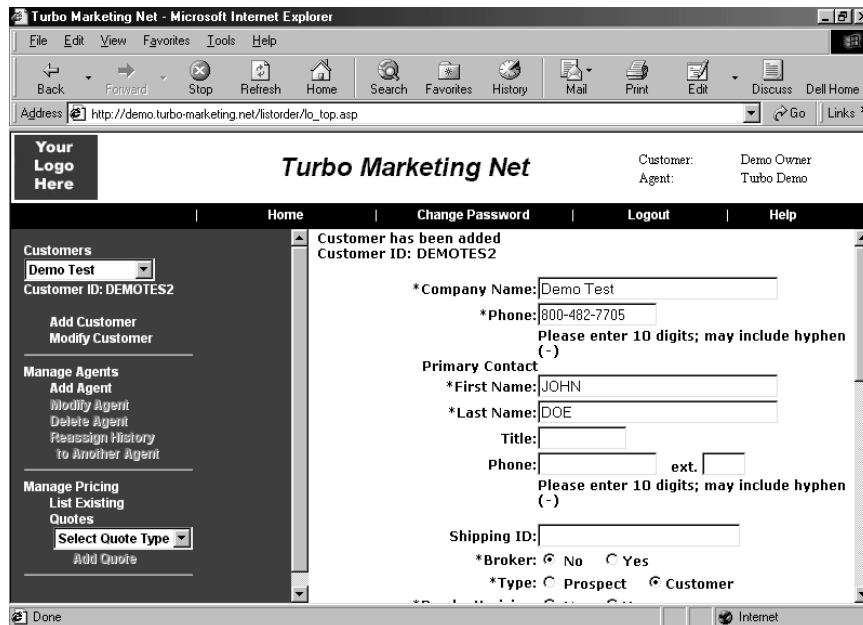 Turbo Marketing Net - Microsoft Internet Explorer
File Edit View Favorites Tools Help
Back Forward Stop Refresh Home Search Favorites History Mail Print Edit Discuss Dell Home
Address http://demo.turbo-marketing.net/listorder/lo_top.asp Go Links
Your
Logo
Here
Turbo Marketing Net
Customer: Demo Owner
Agent: Turbo Demo
| Home | Change Password | Logout | Help
Customers
Demo Test
Customer ID: DEMOTES2
Add Customer
Modify Customer
Manage Agents
Add Agent
Modify Agent
Delete Agent
Reassign History
to Another Agent
Manage Pricing
List Existing
Quotes
Select Quote Type
Add Quote
Customer has been added
Customer ID: DEMOTES2
*Company Name: Demo Test
*Phone: 800-482-7705
Please enter 10 digits; may include hyphen
(-)
Primary Contact
*First Name: JOHN
*Last Name: DOE
Title:
Phone: ext.
Please enter 10 digits; may include hyphen
(-)
Shipping ID:
*Broker: No Yes
*Type: Prospect Customer
Done Internet